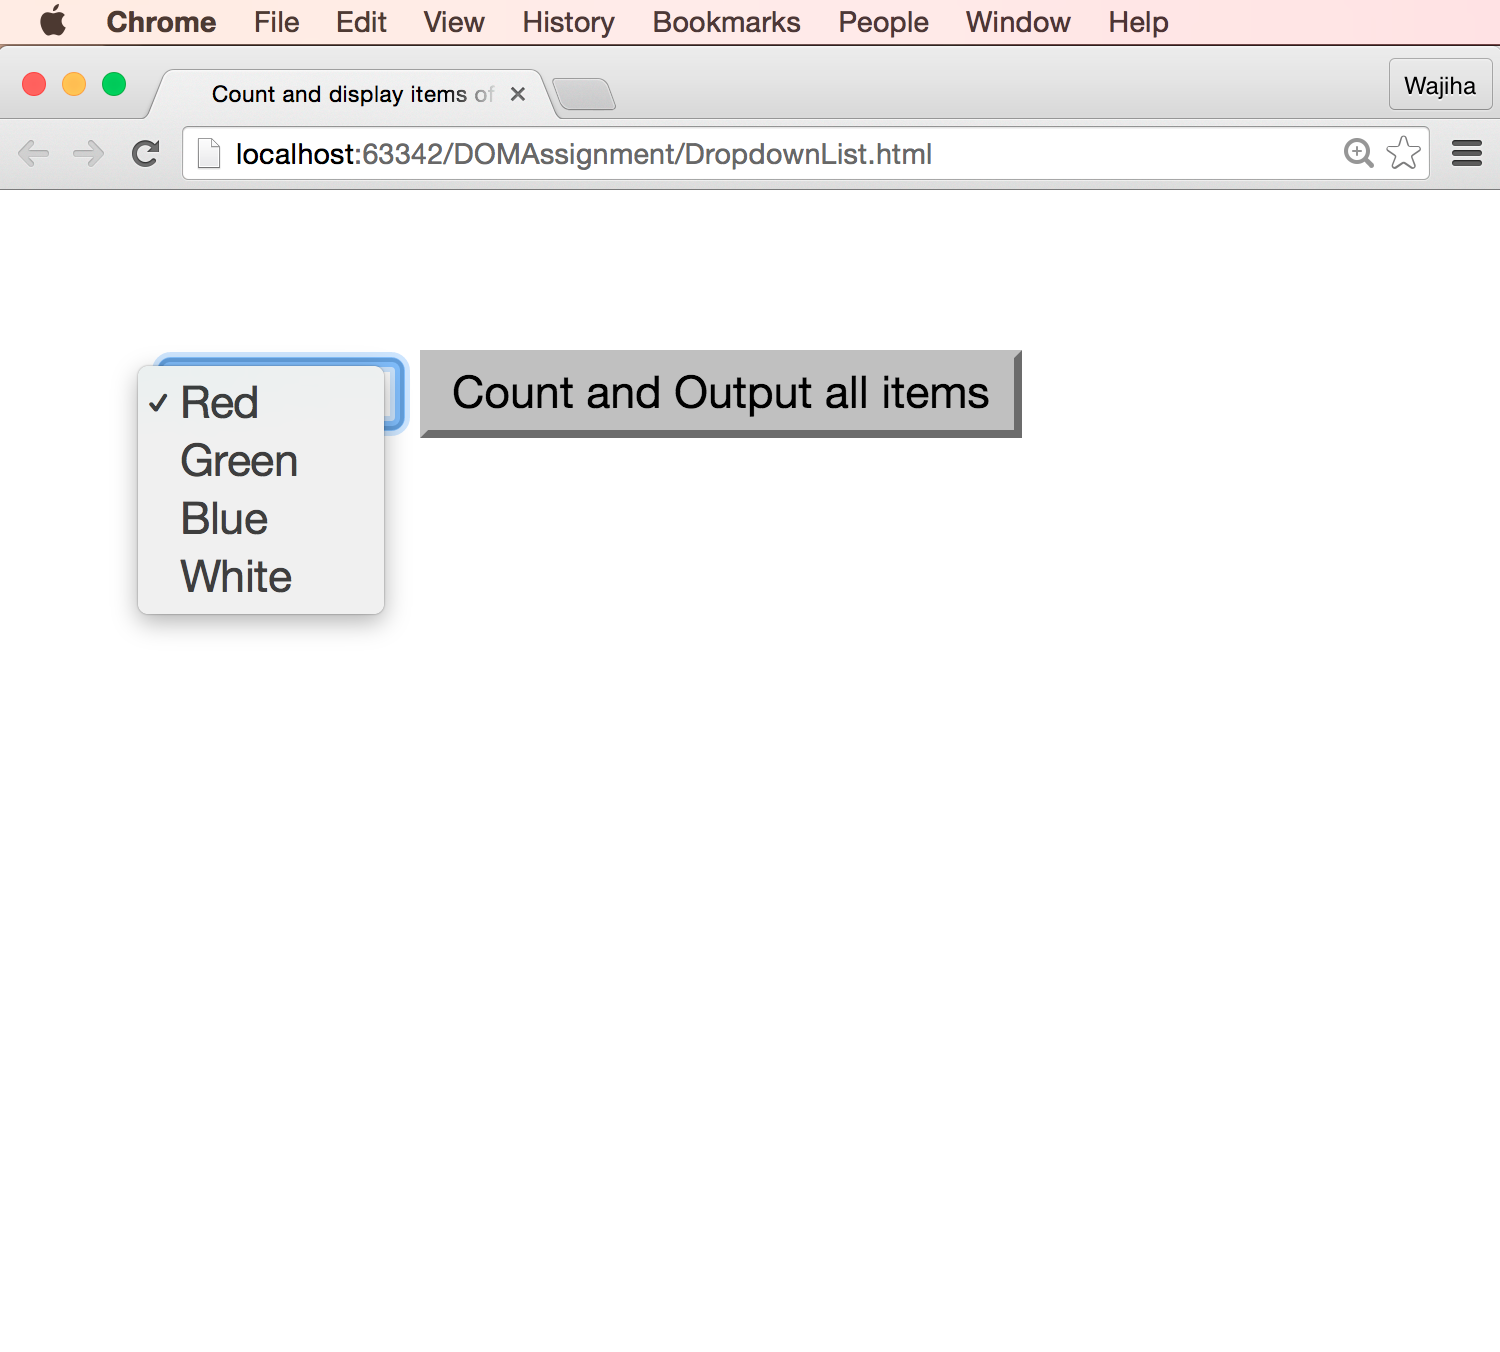 Chrome File Edit View History Bookmarks People Window Help
Count and display items of
Wajiha
localhost:63342/DOMAssignment/DropdownList.html
Red
Count and Output all items
Green
Blue
White